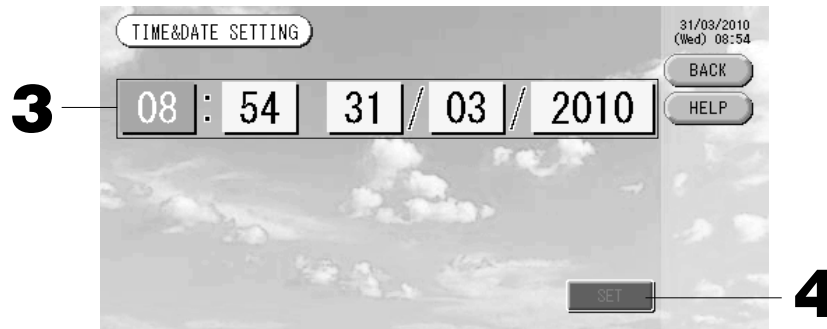 TIME&DATE SETTING
31/03/2010
(Wed) 08:54
BACK
HELP
3
08 : 54 31 / 03 / 2010
SET
4